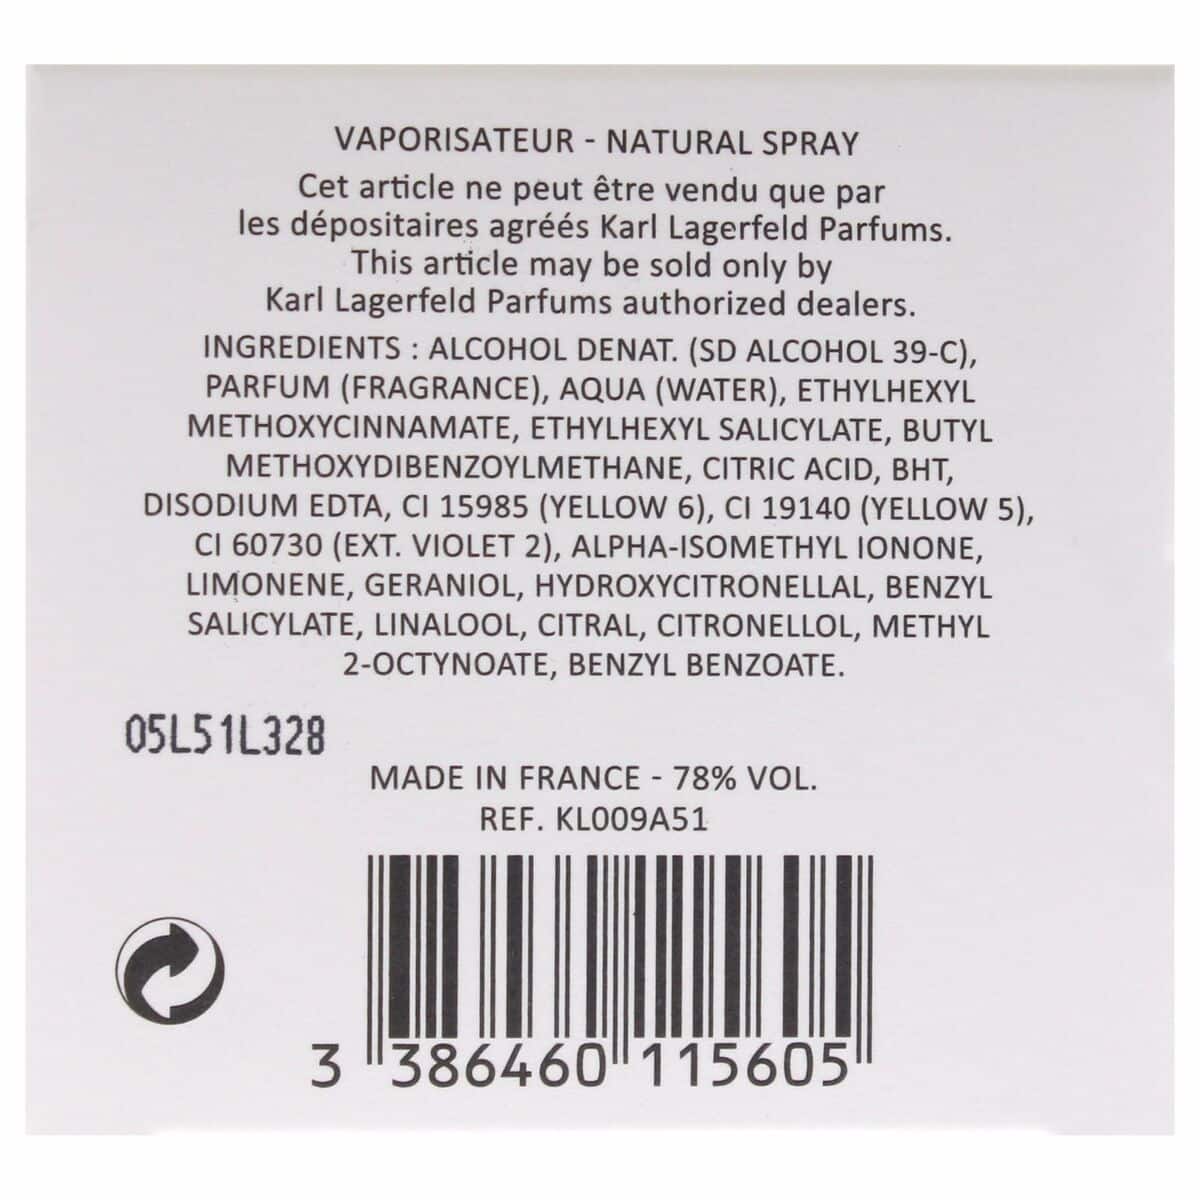 VAPORISATEUR - NATURAL SPRAY
Cet article ne peut être vendu que par
les dépositaires agréés Karl Lagerfeld Parfums.
This article may be sold only by
Karl Lagerfeld Parfums authorized dealers.
INGREDIENTS : ALCOHOL DENAT. (SD ALCOHOL 39-C),
PARFUM (FRAGRANCE), AQUA (WATER), ETHYLHEXYL
METHOXYCINNAMATE, ETHYLHEXYL SALICYLATE, BUTYL
METHOXYDIBENZOYLMETHANE, CITRIC ACID, BHT,
DISODIUM EDTA, CI 15985 (YELLOW 6), CI 19140 (YELLOW 5),
CI 60730 (EXT. VIOLET 2), ALPHA-ISOMETHYL IONONE,
LIMONENE, GERANIOL, HYDROXYCITRONELLAL, BENZYL
SALICYLATE, LINALOOL, CITRAL, CITRONELLOL, METHYL
2-OCTYNOATE, BENZYL BENZOATE.
05L51L328
MADE IN FRANCE - 78% VOL.
REF. KL009A51
3 386460 115605